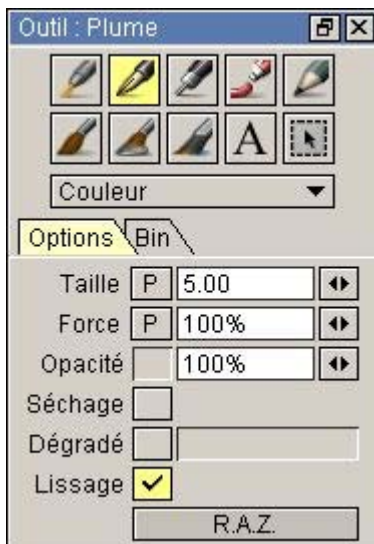 Outil : Plume
A
Couleur
Options Bin
Taille P 5.00
Force P 100%
Opacité 100%
Séchage
Dégradé
Lissage
R.A.Z.